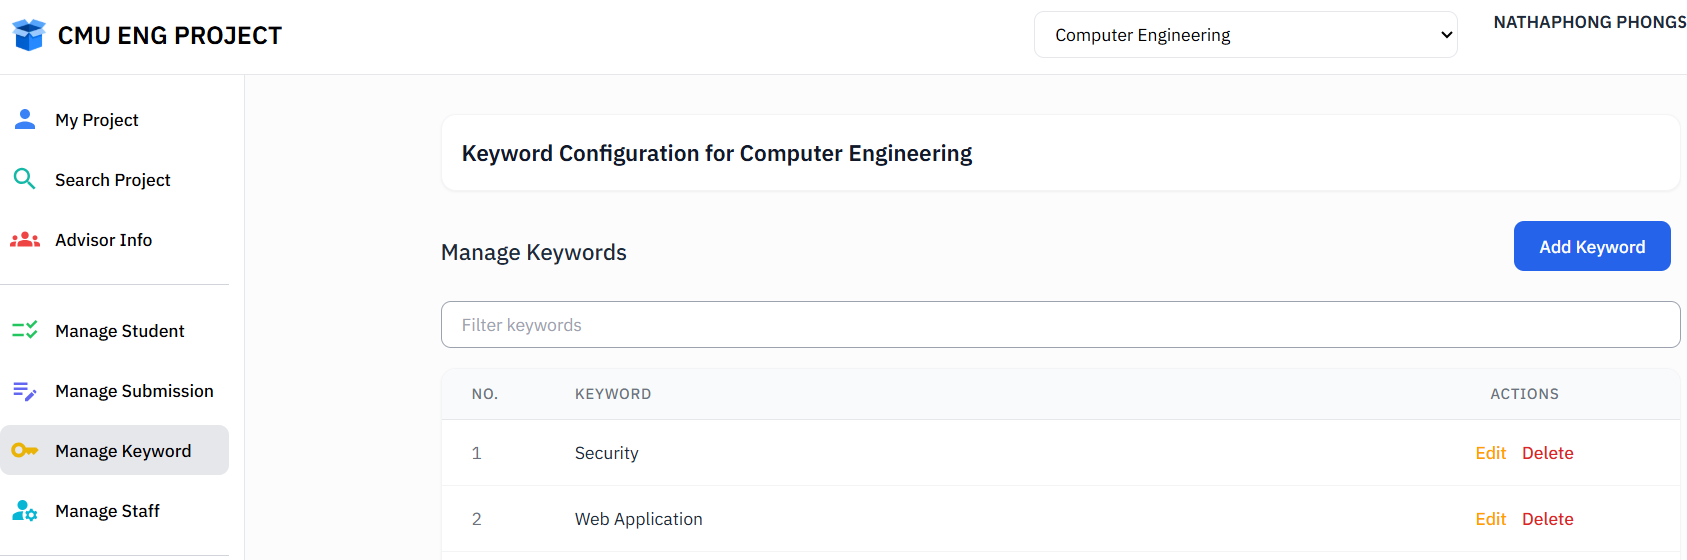 CMU ENG PROJECT
Computer Engineering
NATHAPHONG PHONGS
My Project
Search Project
Advisor Info
Manage Student
Manage Submission
Manage Keyword
Manage Staff
Keyword Configuration for Computer Engineering
Manage Keywords
Add Keyword
Filter keywords
NO. KEYWORD ACTIONS
1 Security Edit Delete
2 Web Application Edit Delete